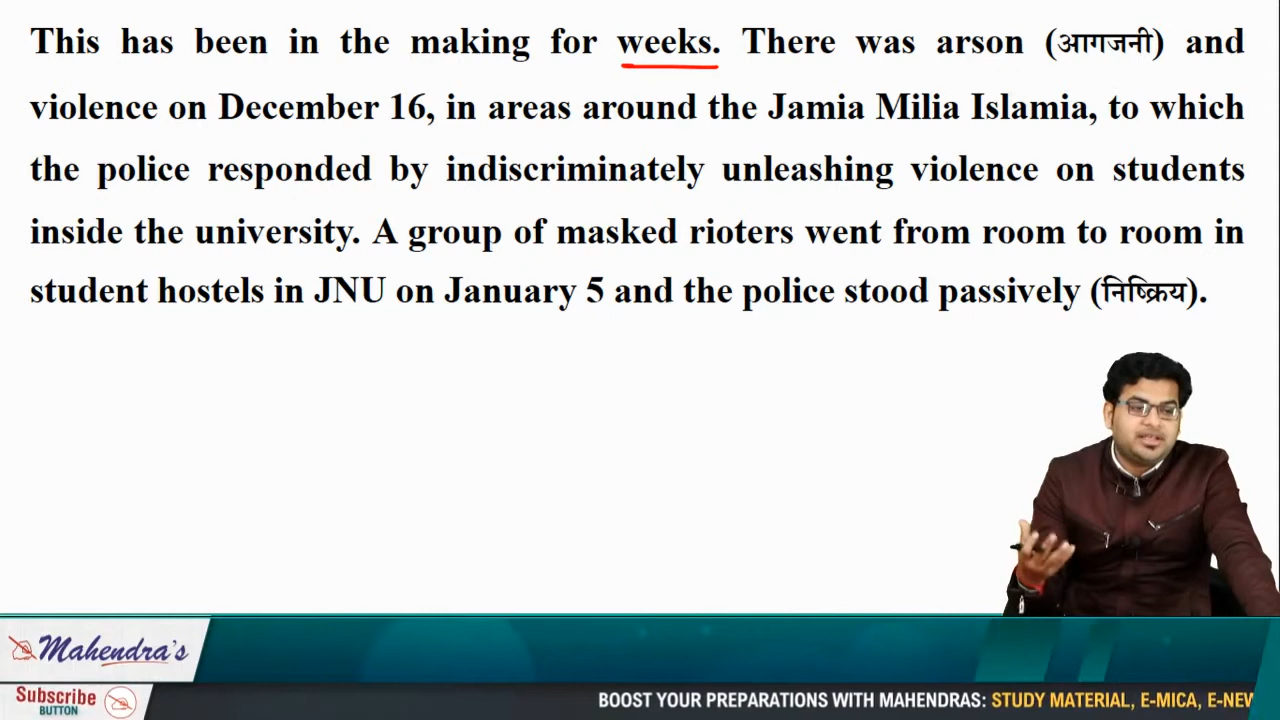 This has been in the making for weeks. There was arson (आगजनी) and
violence on December 16, in areas around the Jamia Milia Islamia, to which
the police responded by indiscriminately unleashing violence on students
inside the university. A group of masked rioters went from room to room in
student hostels in JNU on January 5 and the police stood passively (निष्क्रिय).
Mahendra's
Subscribe
BUTTON
BOOST YOUR PREPARATIONS WITH MAHENDRAS: STUDY MATERIAL, E-MICA, E-NEW